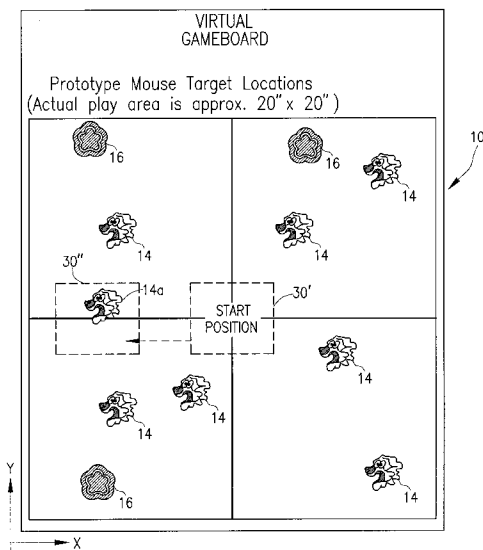 VIRTUAL
GAMEBOARD
Prototype Mouse Target Locations
(Actual play area is approx. 20" x 20")
10
16
16
14
14
14
30"
14a
30'
START
POSITION
14
14
14
14
16
Y
X